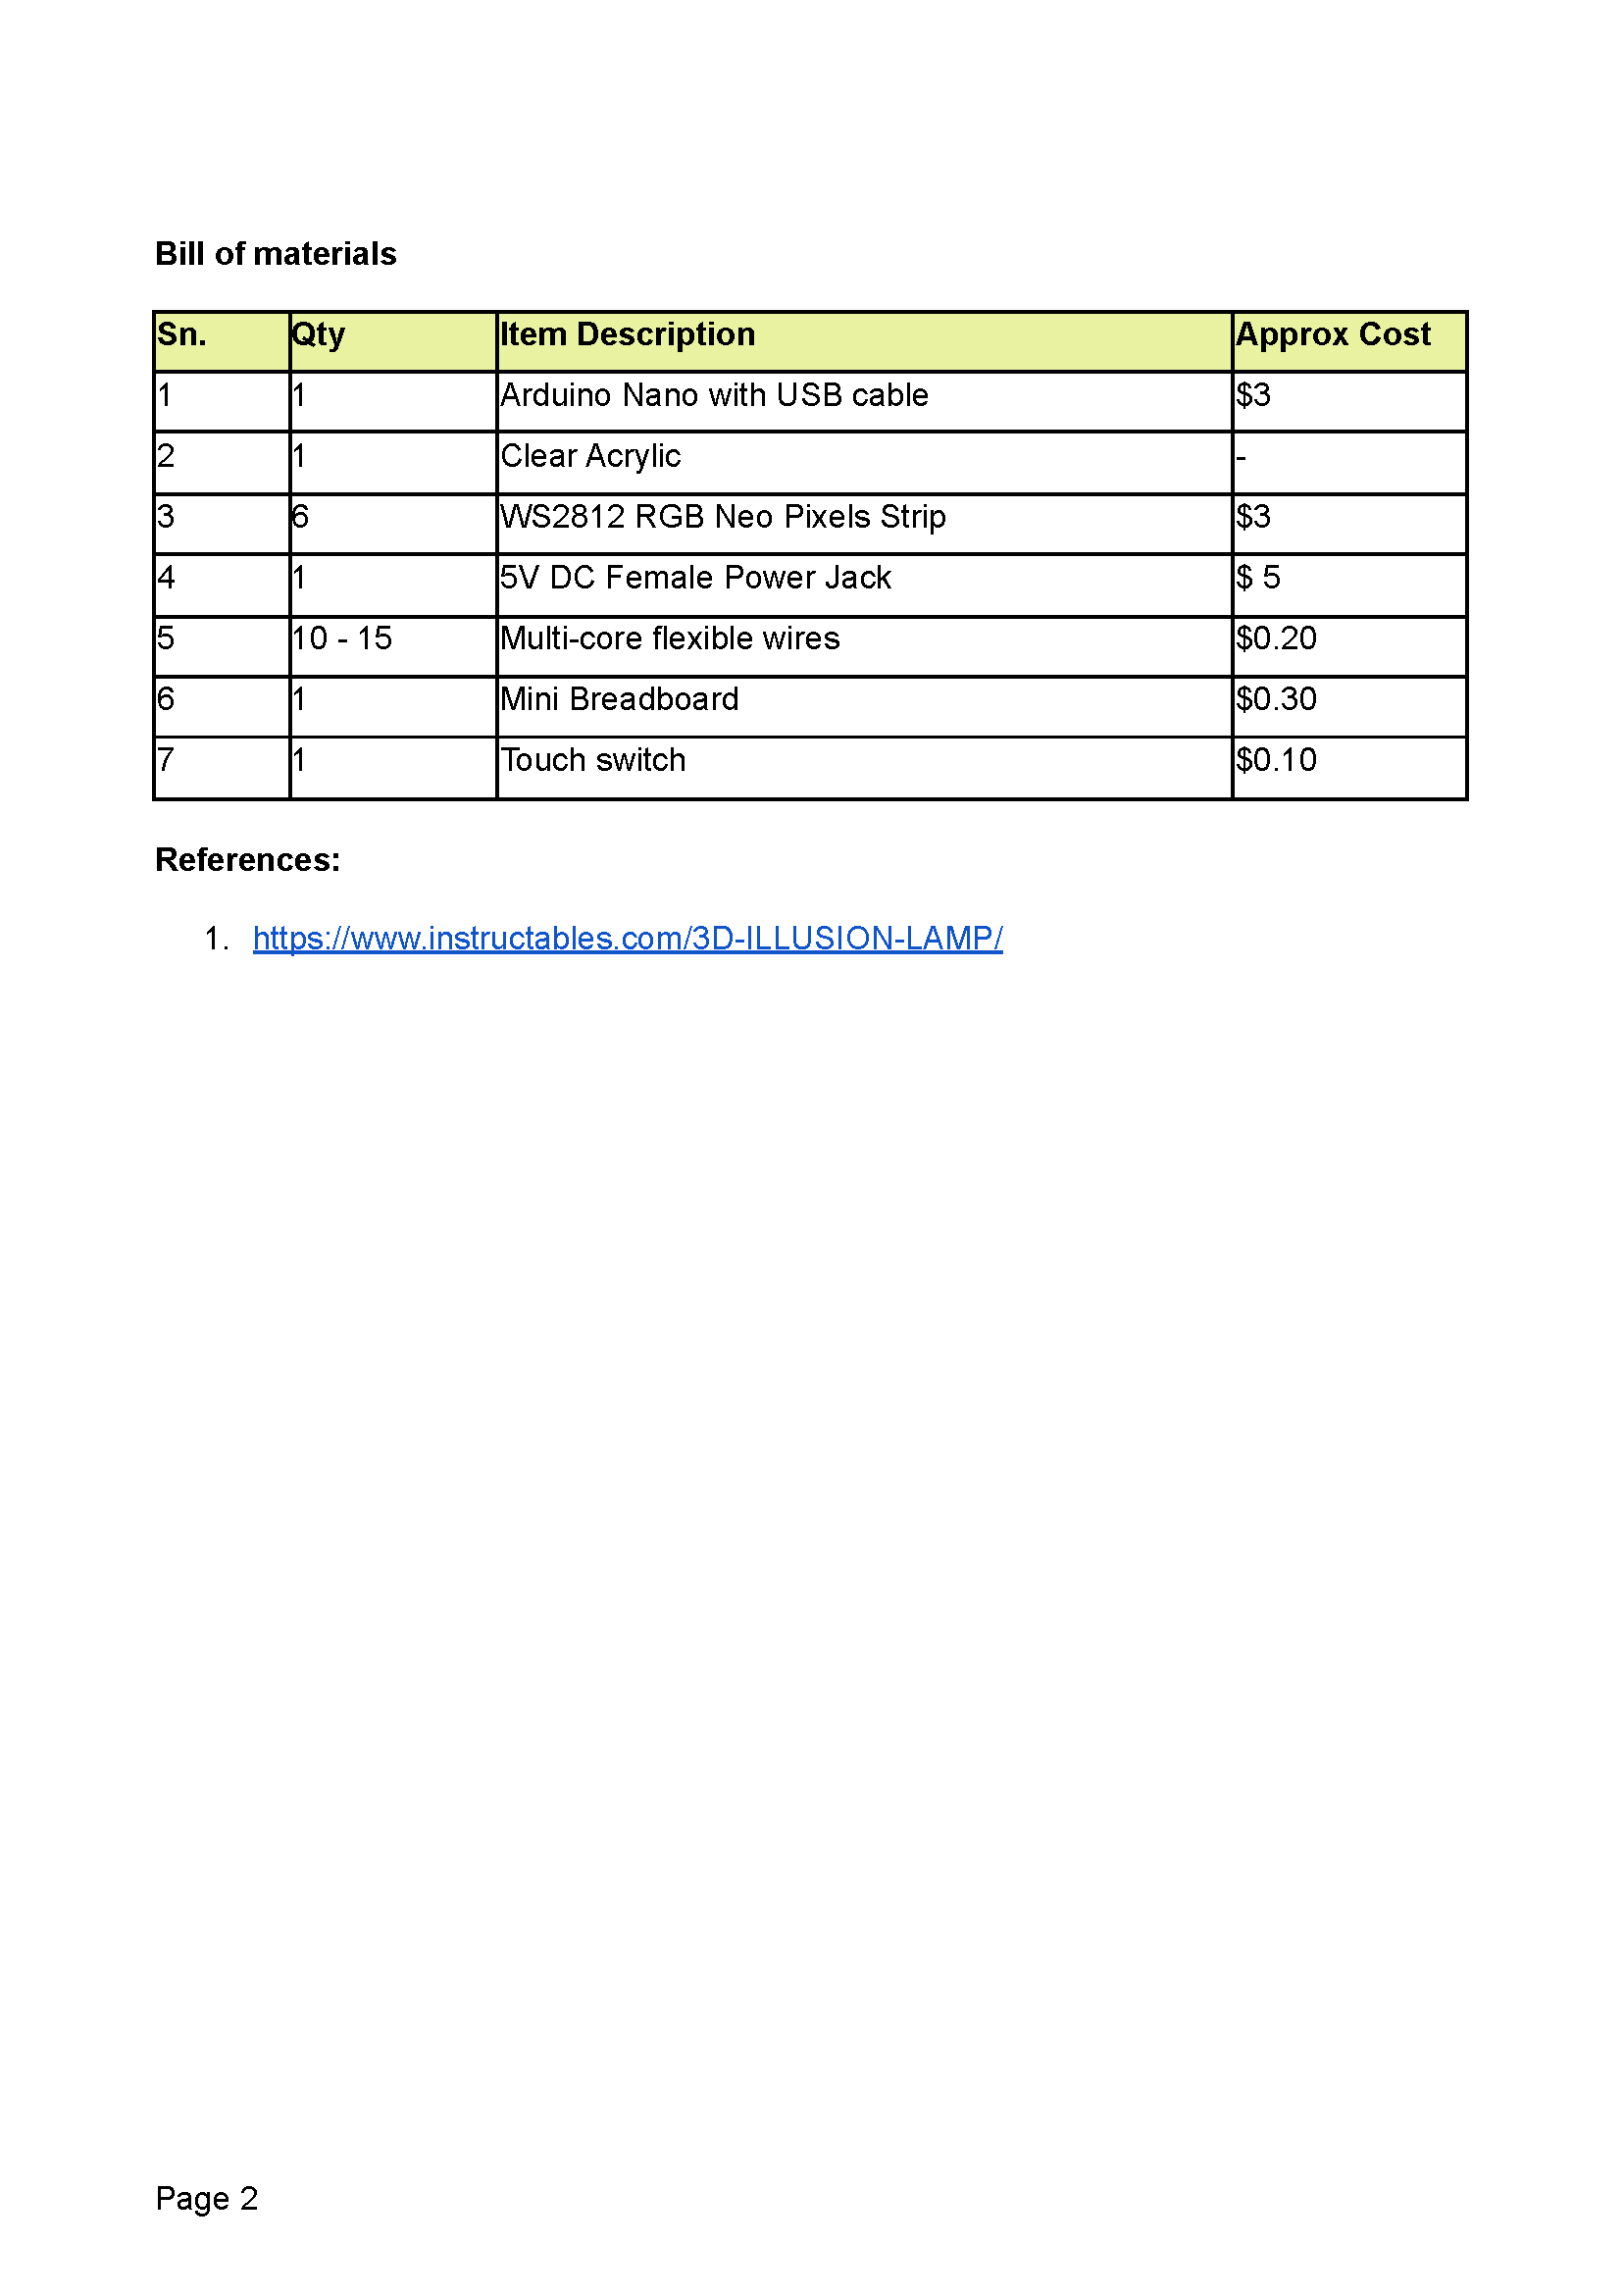 Bill of materials
Sn. Qty Item Description Approx Cost
1 1 Arduino Nano with USB cable $3
2 1 Clear Acrylic -
3 6 WS2812 RGB Neo Pixels Strip $3
4 1 5V DC Female Power Jack $ 5
5 10 - 15 Multi-core flexible wires $0.20
6 1 Mini Breadboard $0.30
7 1 Touch switch $0.10
References:
1. https://www.instructables.com/3D-ILLUSION-LAMP/
Page 2